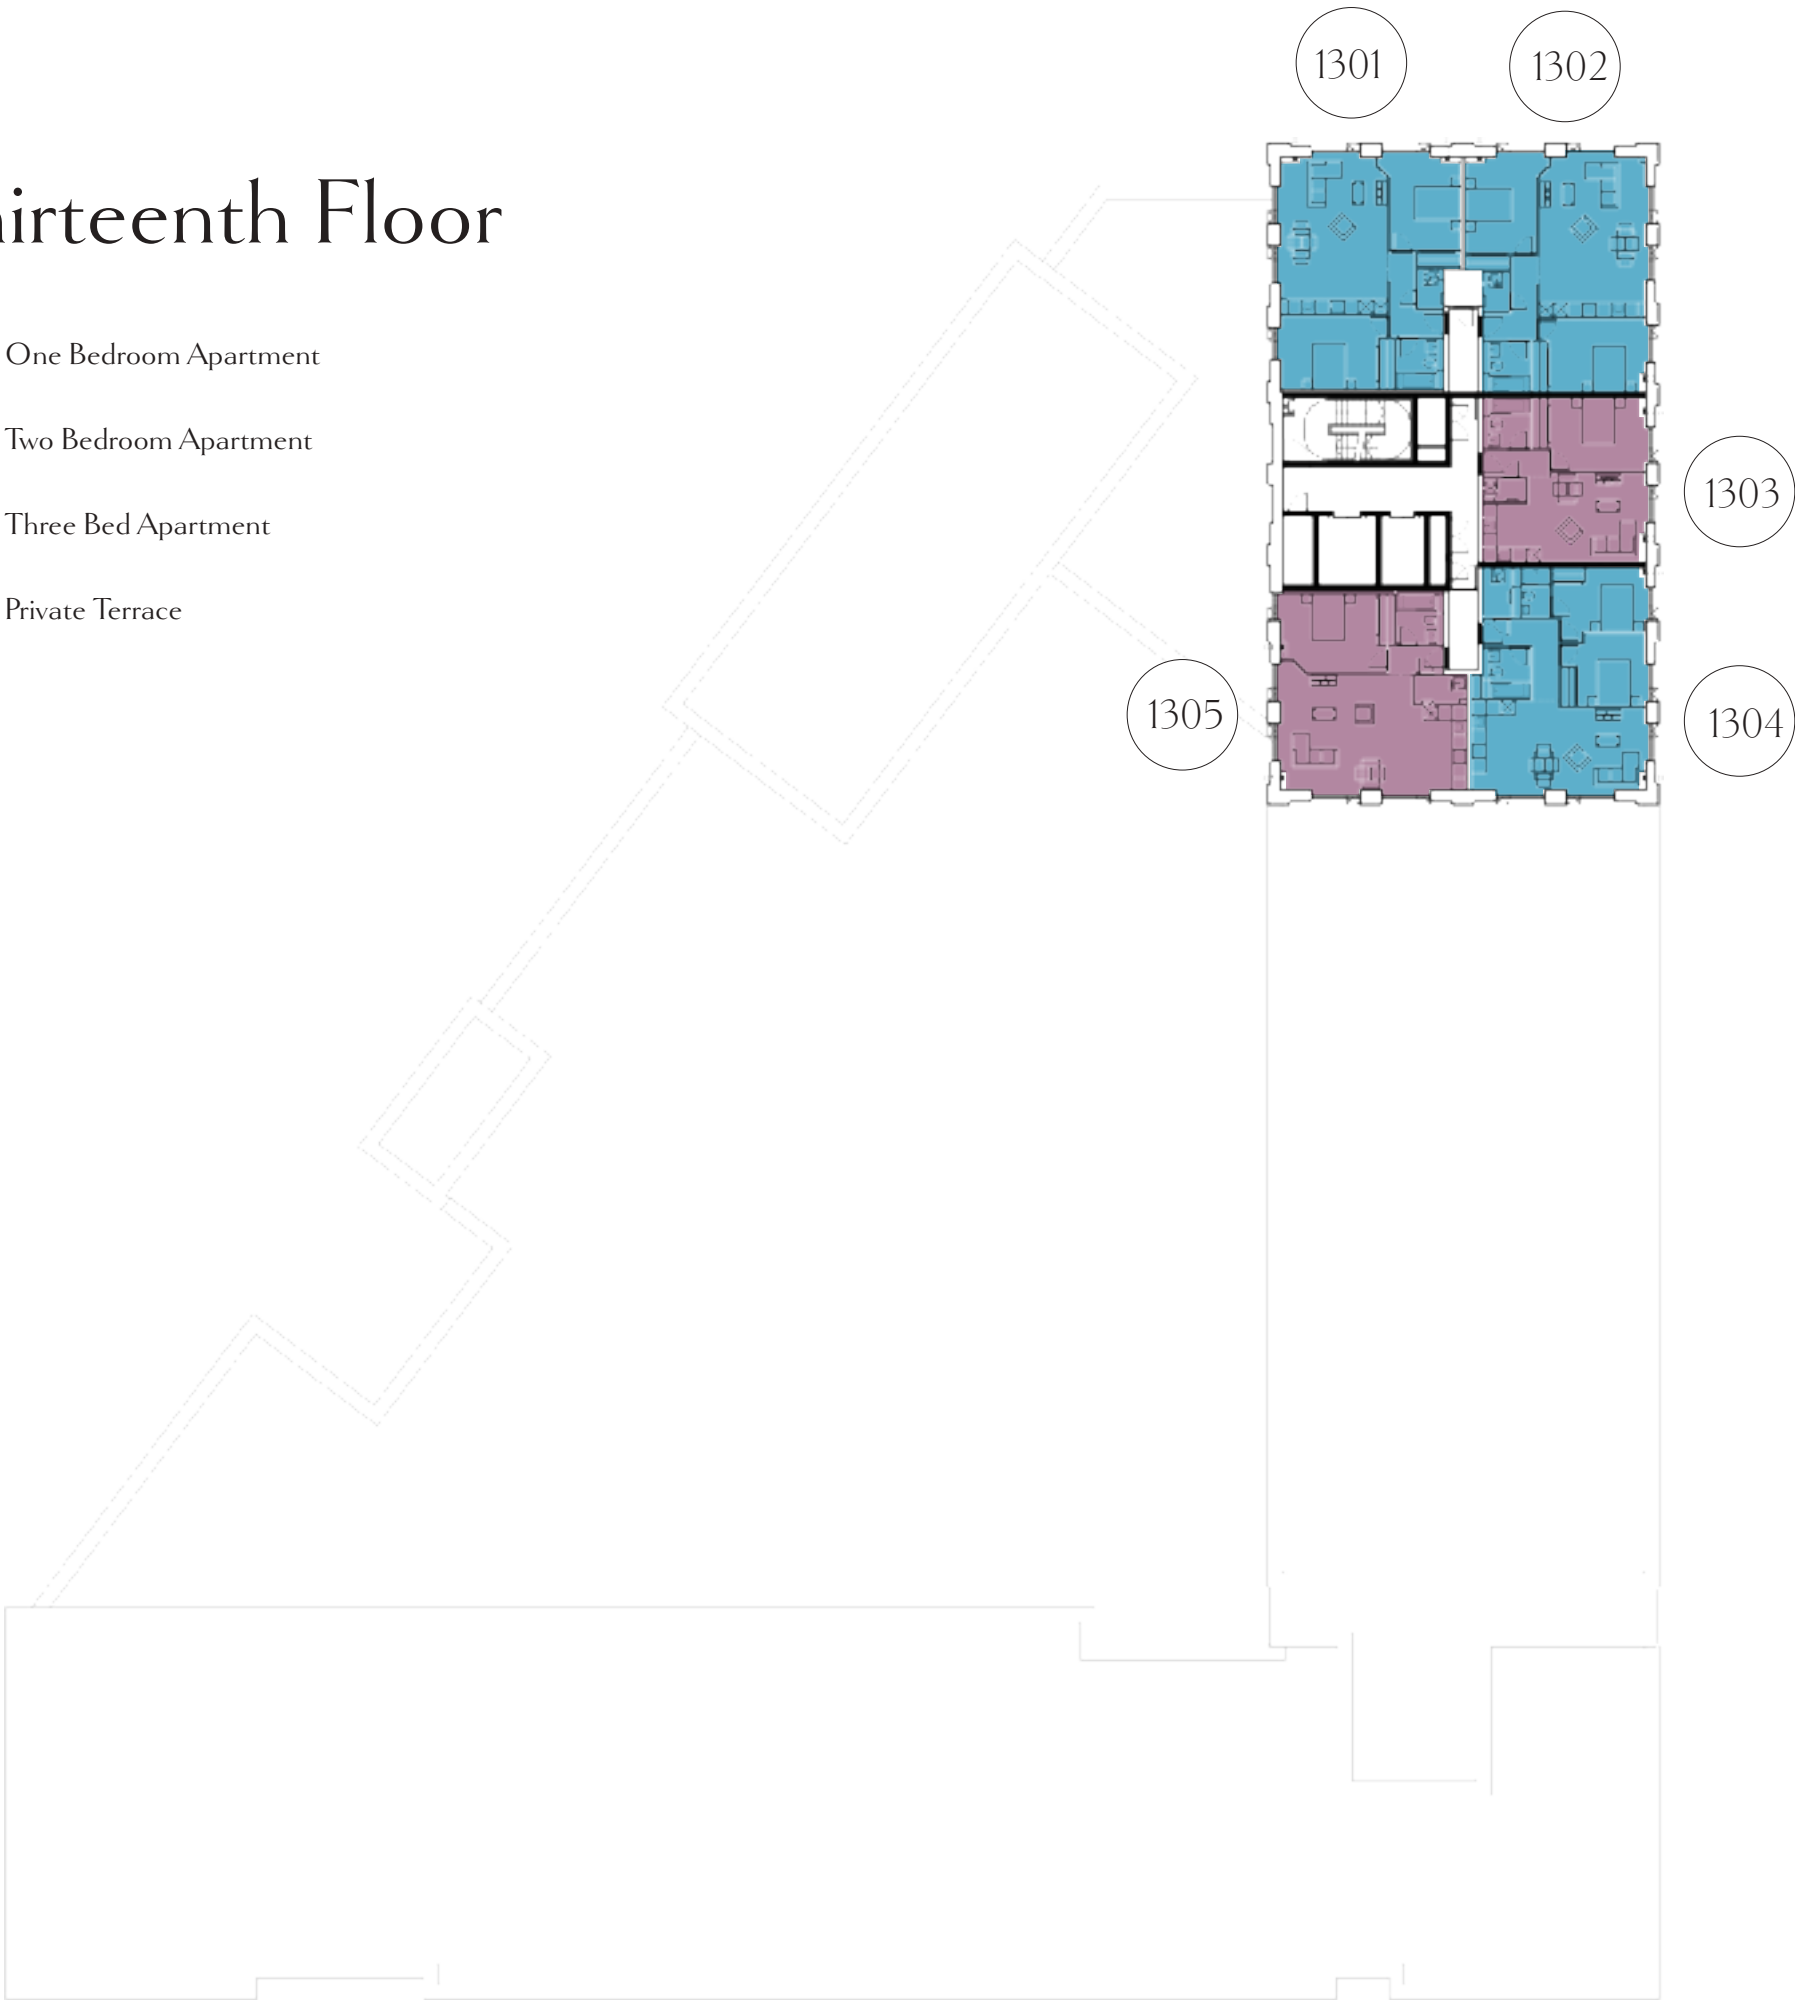 irteenth Floor
One Bedroom Apartment
Two Bedroom Apartment
Three Bed Apartment
Private Terrace
1301
1302
1303
1305
1304